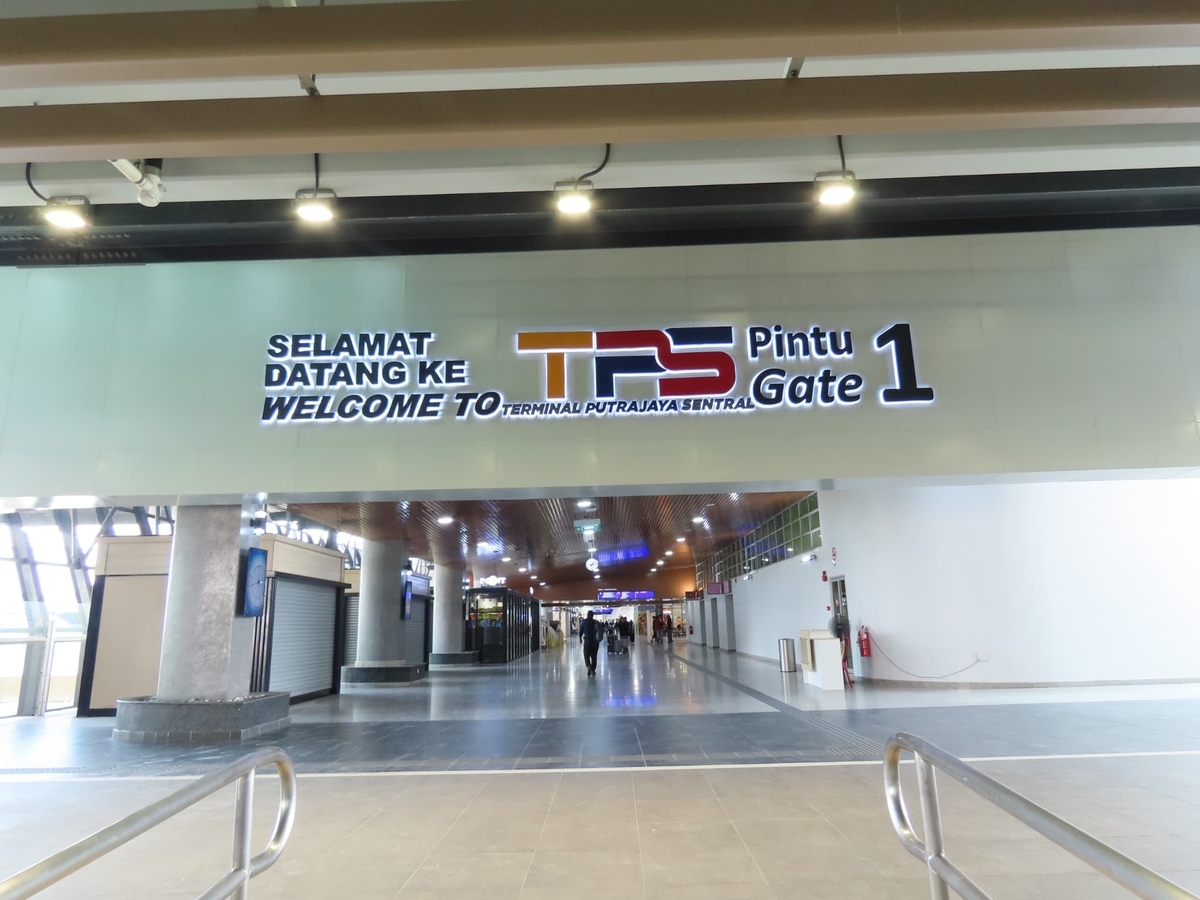 SELAMAT
DATANG KE
WELCOME TO
TPS
TERMINAL PUTRAJAYA SENTRAL
Pintu
Gate
1